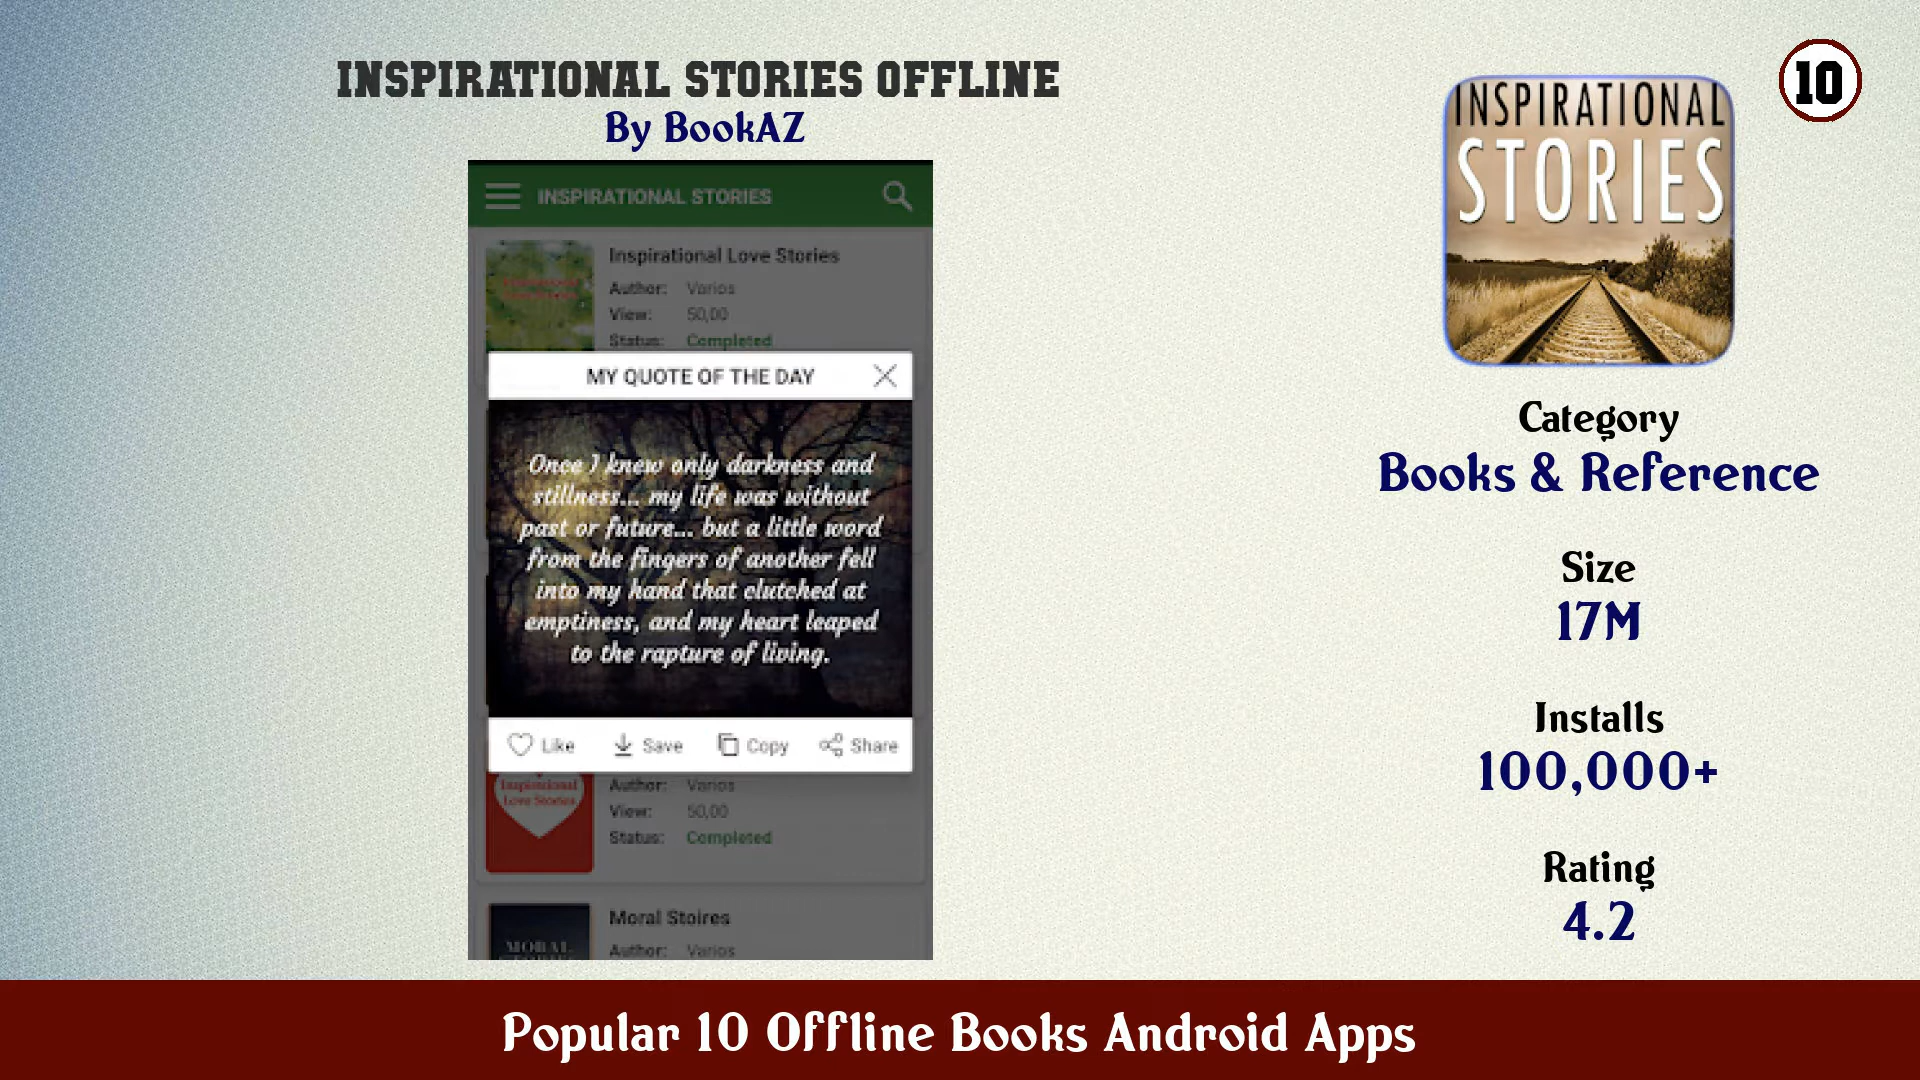 INSPIRATIONAL STORIES OFFLINE
By BookAZ
INSPIRATIONAL STORIES
Inspirational Love Stories
Author: Varios
View: 50,00
Status: Completed
MY QUOTE OF THE DAY
Once I knew only darkness and
stillness... my life was without
past or future... but a little word
from the fingers of another fell
into my hand that clutched at
emptiness, and my heart leaped
to the rapture of living.
Like Save Copy Share
Inspirational
Love Stories
Author: Varios
View: 50,00
Status: Completed
Moral Stoires
Author: Varios
MORAL
10
INSPIRATIONAL
STORIES
Category
Books & Reference
Size
17M
Installs
100,000+
Rating
4.2
Popular 10 Offline Books Android Apps